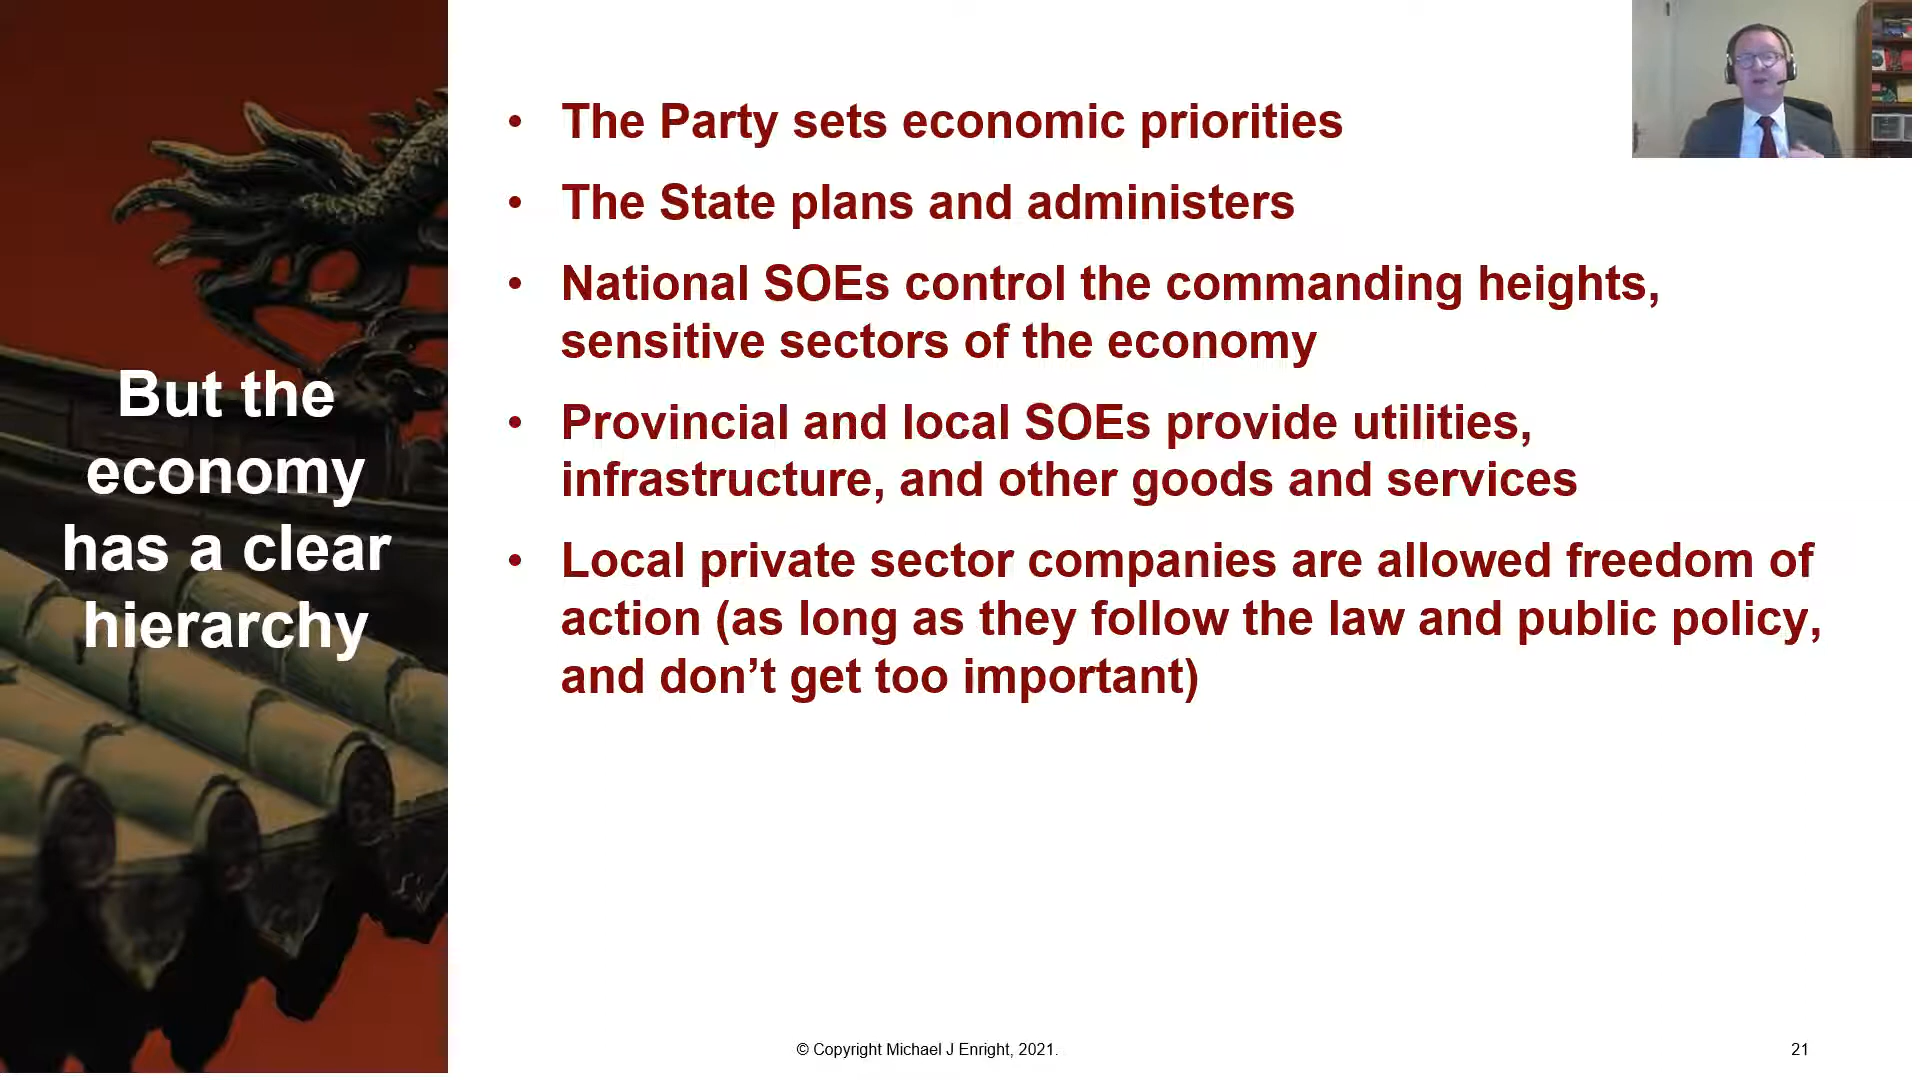 But the
economy
has a clear
hierarchy
• The Party sets economic priorities
• The State plans and administers
• National SOEs control the commanding heights,
sensitive sectors of the economy
• Provincial and local SOEs provide utilities,
infrastructure, and other goods and services
• Local private sector companies are allowed freedom of
action (as long as they follow the law and public policy,
and don’t get too important)
© Copyright Michael J Enright, 2021.
21